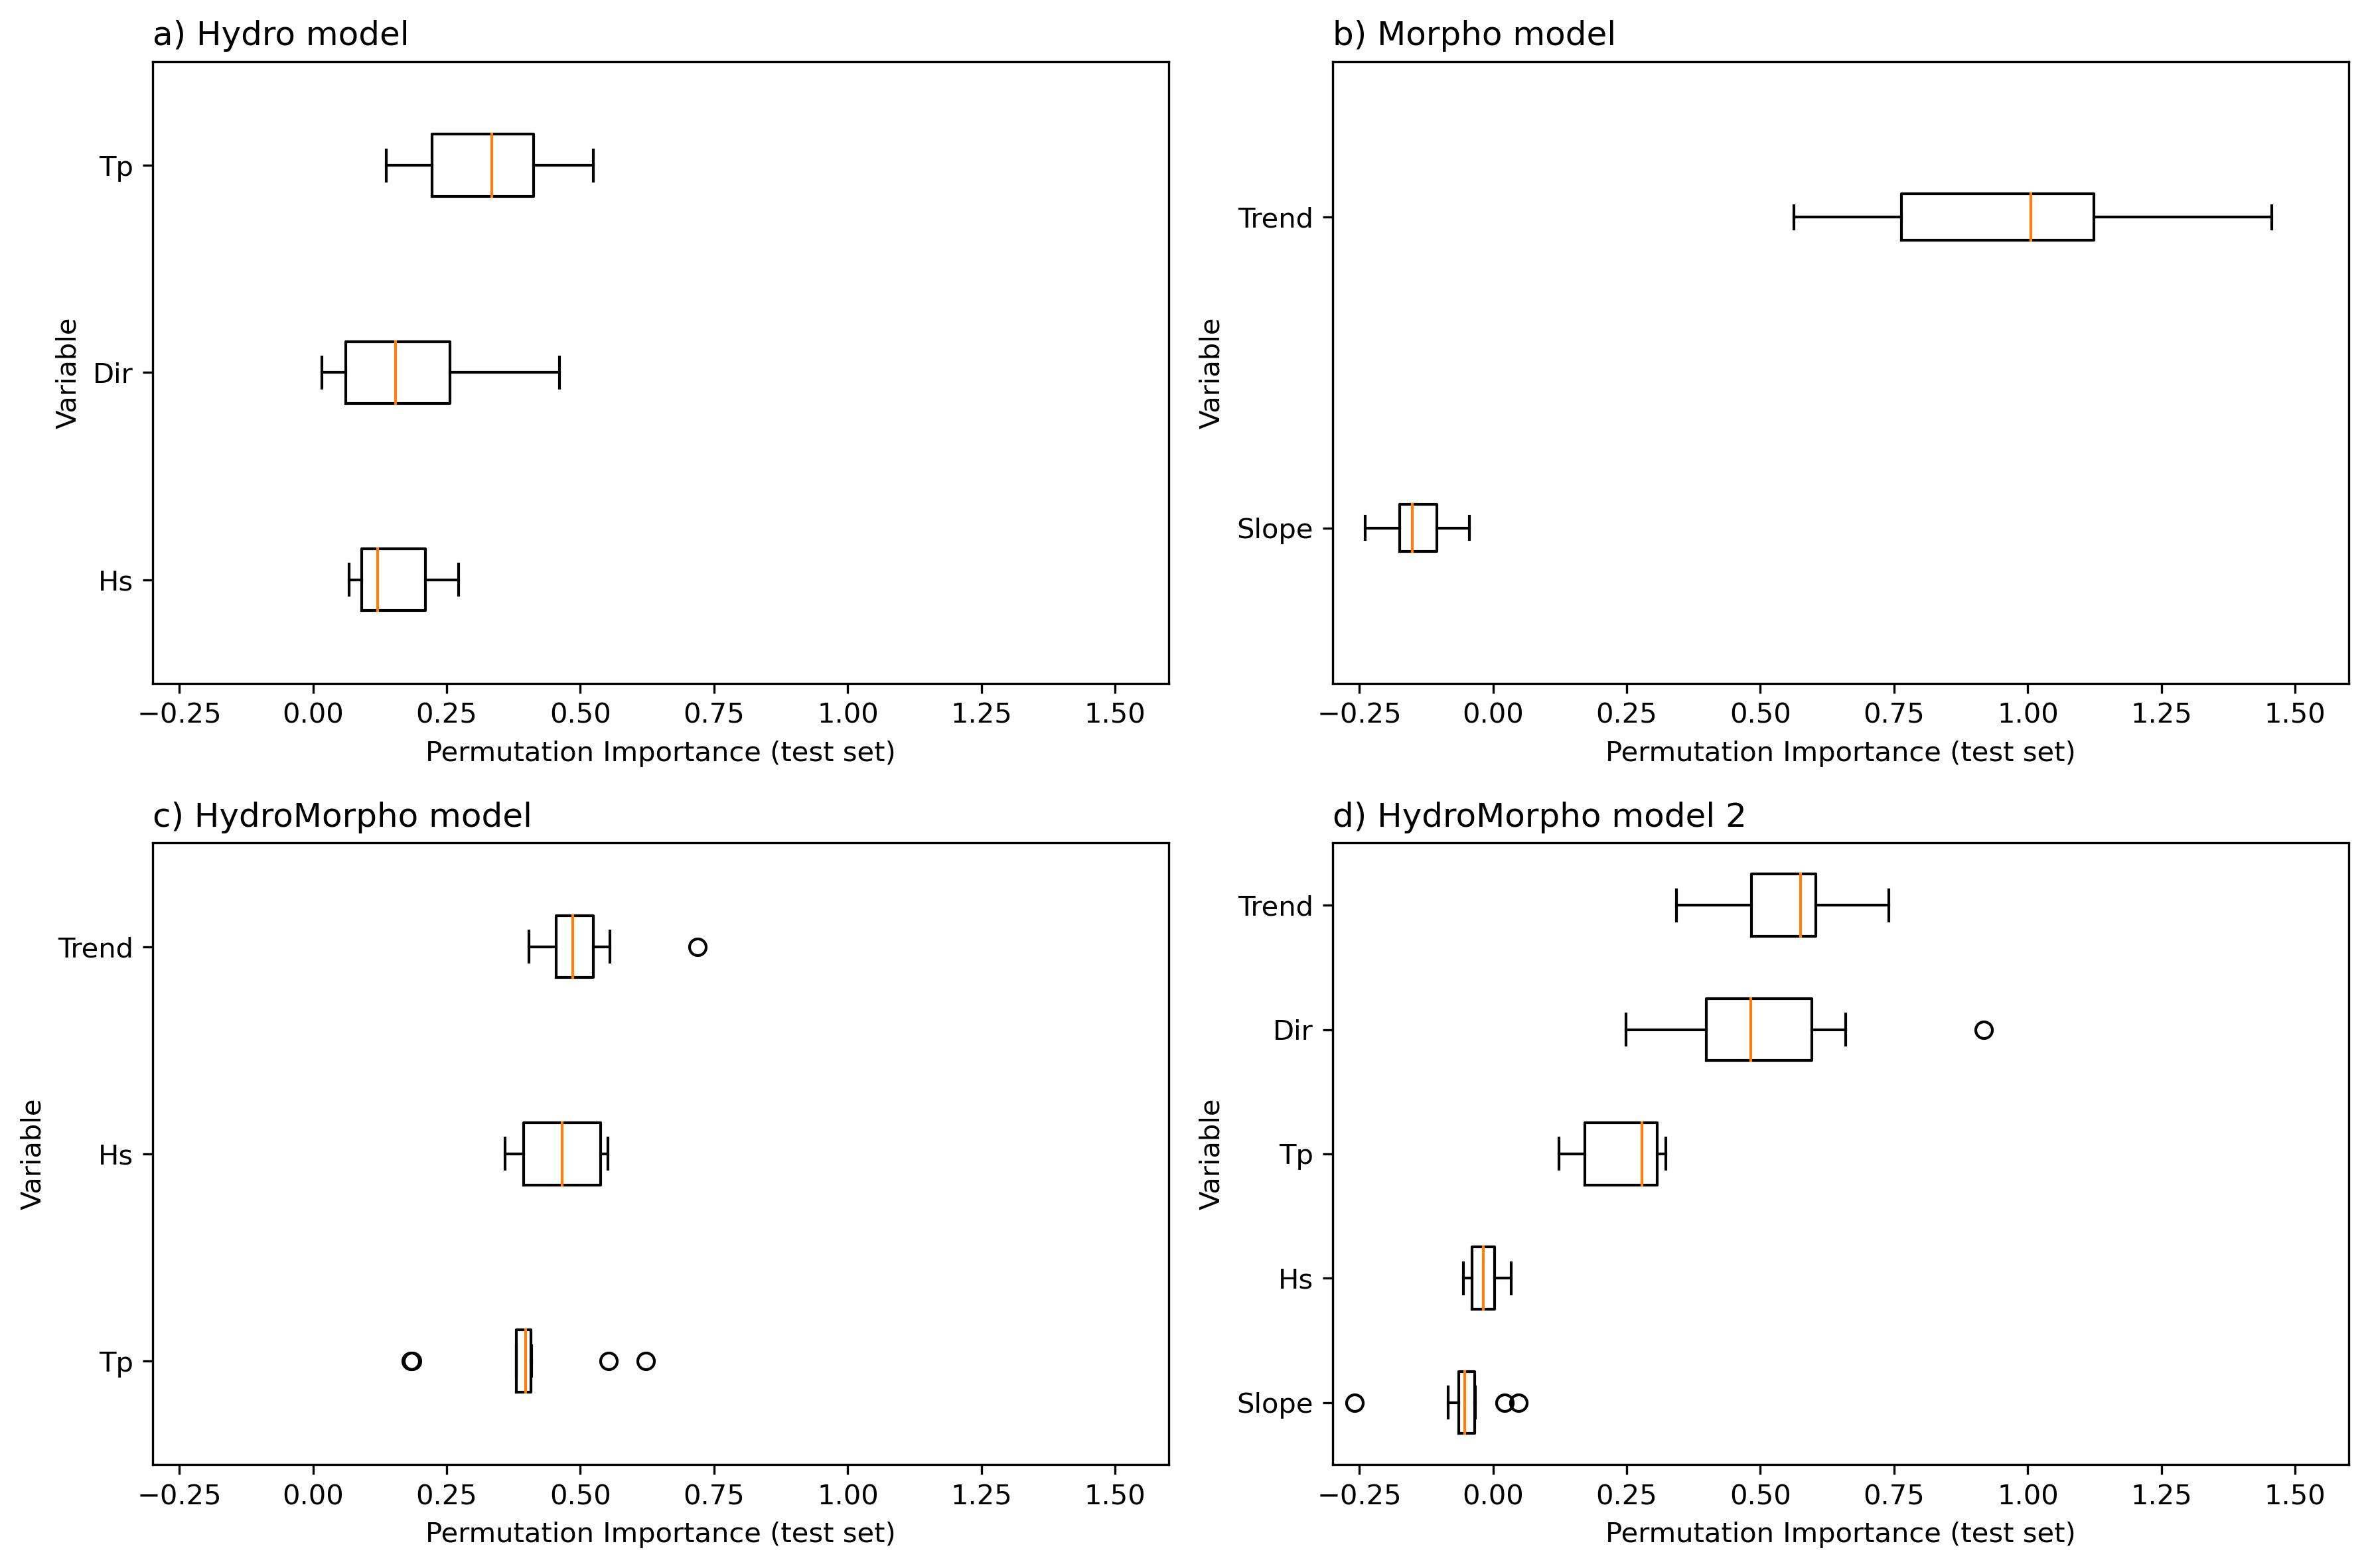 a) Hydro model
Variable
Tp
Dir
Hs
−0.25 0.00 0.25 0.50 0.75 1.00 1.25 1.50
Permutation Importance (test set)
b) Morpho model
Variable
Trend
Slope
−0.25 0.00 0.25 0.50 0.75 1.00 1.25 1.50
Permutation Importance (test set)
c) HydroMorpho model
Variable
Trend
Hs
Tp
−0.25 0.00 0.25 0.50 0.75 1.00 1.25 1.50
Permutation Importance (test set)
d) HydroMorpho model 2
Variable
Trend
Dir
Tp
Hs
Slope
−0.25 0.00 0.25 0.50 0.75 1.00 1.25 1.50
Permutation Importance (test set)